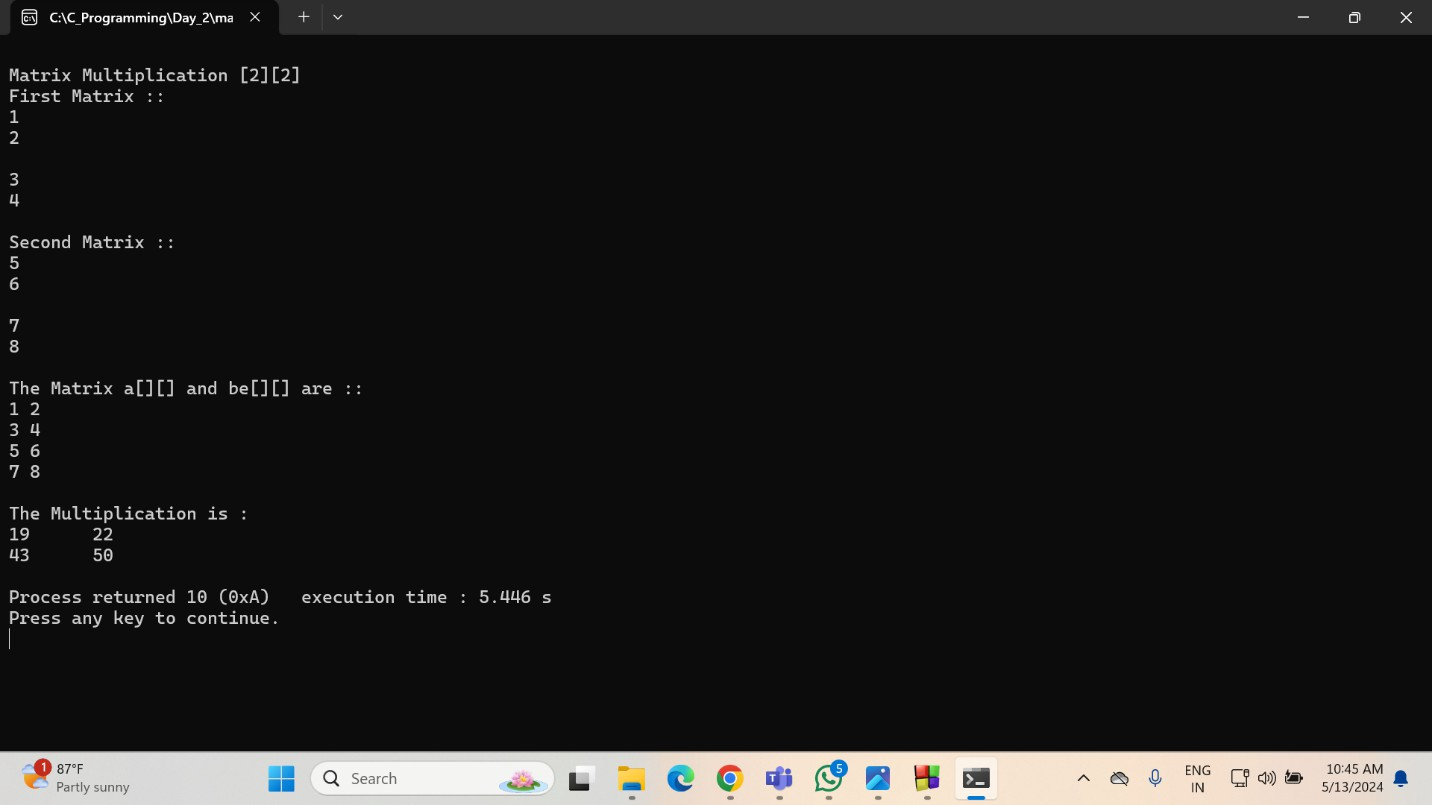 C:\C_Programming\Day_2\ma
Matrix Multiplication [2][2]
First Matrix ::
1
2
3
4
Second Matrix ::
5
6
7
8
The Matrix a[][] and be[][] are ::
1 2
3 4
5 6
7 8
The Multiplication is :
19 22
43 50
Process returned 10 (0xA) execution time : 5.446 s
Press any key to continue.
1
87°F
Partly sunny
Search
5
ENG
IN
10:45 AM
5/13/2024